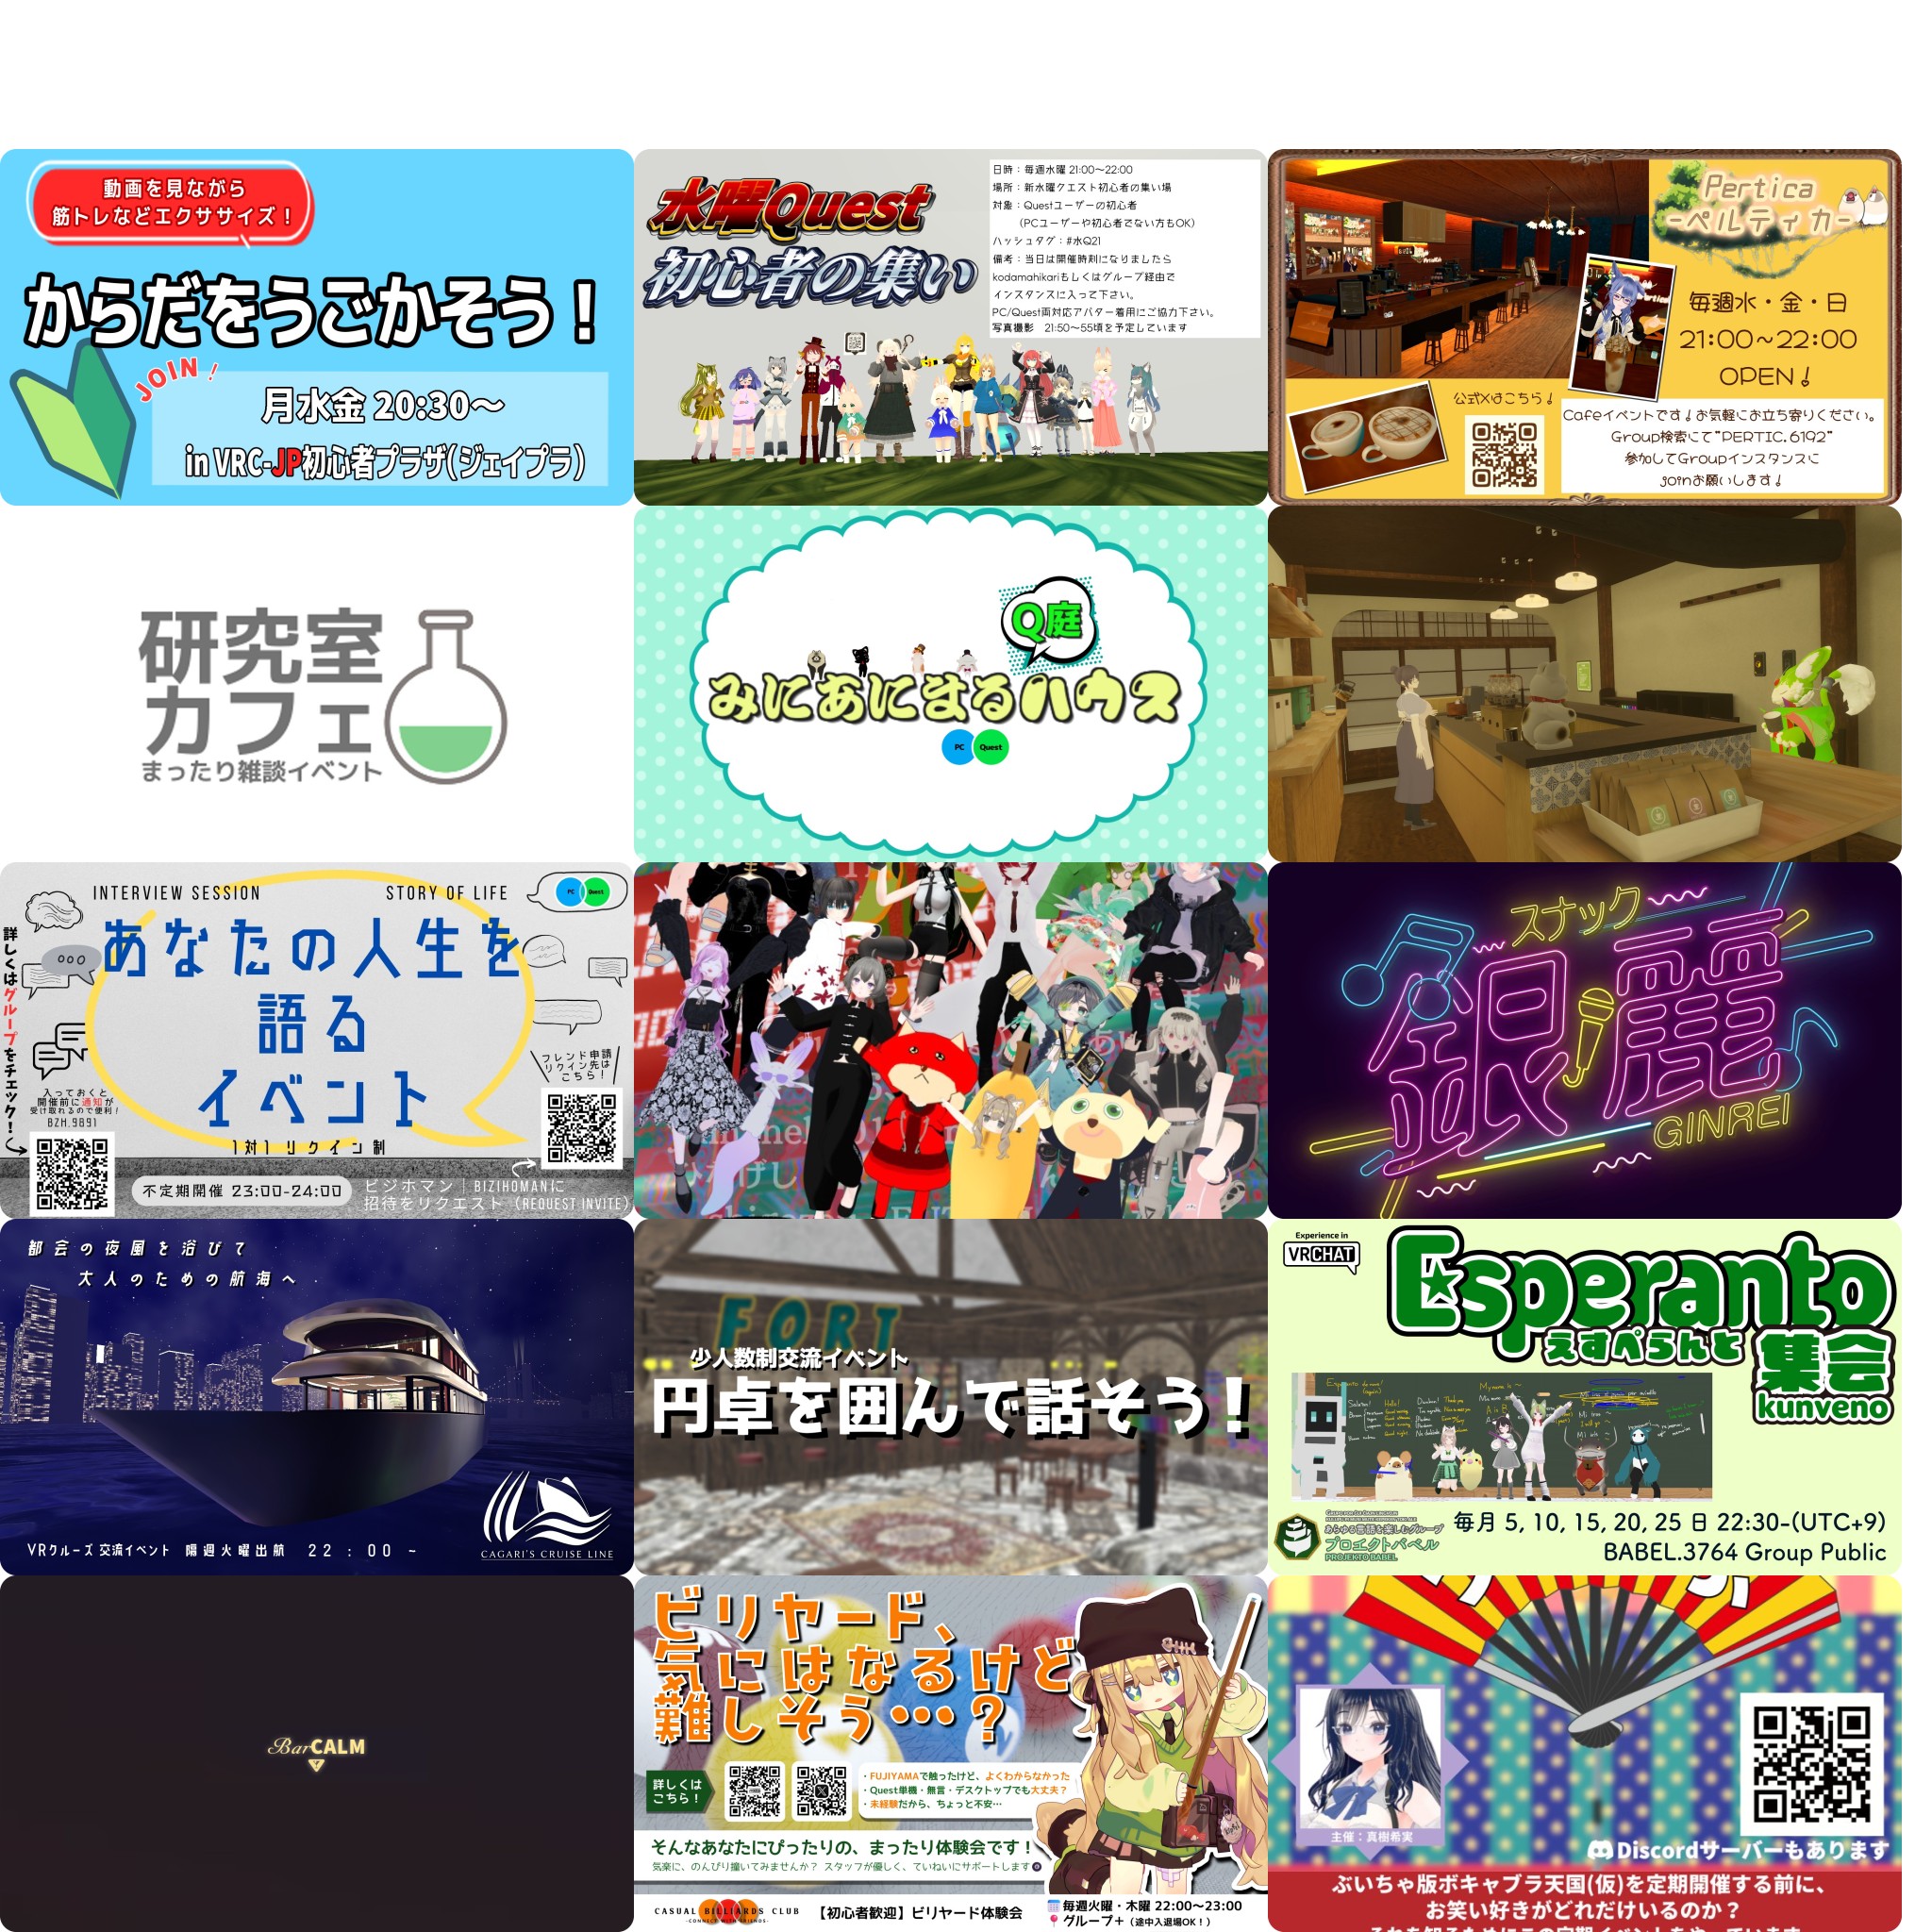 動画を見ながら
筋トレなどエクササイズ！
からだをうごかそう！
JOIN！
月水金 20:30～
in VRC-JP初心者プラザ(ジェイプラ)
水曜Quest
初心者の集い
日時：毎週水曜 21:00～22:00
場所：新水曜クエスト初心者の集い場
対象：Questユーザーの初心者
(PCユーザーや初心者でない方もOK)
ハッシュタグ：#水Q21
備考：当日は開催時刻になりましたら
kodamahikariもしくはグループ経由で
インスタンスに入って下さい。
PC/Quest両対応アバター着用にご協力下さい。
写真撮影　21:50～55頃を予定しています
Pertica
-ペルティカ-
毎週水・金・日
21:00～22:00
OPEN！
公式Xはこちら！
Cafeイベントです！お気軽にお立ち寄りください。
Group検索にて"PERTIC.6192"
参加してGroupインスタンスに
joinお願いします！
研究室
カフェ
まったり雑談イベント
Q庭
みにあにまるハウス
PC Quest
INTERVIEW SESSION
STORY OF LIFE
PC Quest
あなたの人生を
語る
イベント
1対1 リクイン制
詳しくはグループをチェック！
入っておくと
開催前に通知が
受け取れるので便利！
BZH.9891
フレンド申請
リクイン先は
こちら！
不定期開催 23:00-24:00
ビジホマン｜BIZIHOMANに
招待をリクエスト（REQUEST INVITE）
スナック
銀麗
GINREI
都会の夜風を浴びて
大人のための航海へ
VRクルーズ交流イベント 隔週火曜出航 22：00～
CAGARI'S CRUISE LINE
FORT
少人数制交流イベント
円卓を囲んで話そう！
Experience in
VRCHAT
Esperanto
えすぺらんと 集会
kunveno
あらゆる言語を楽しむグループ
プロエクトバベル
PROJEKTO BABEL
毎月 5, 10, 15, 20, 25 日 22:30-(UTC+9)
BABEL.3764 Group Public
BarCALM
ビリヤード、
気にはなるけど
難しそう…？
詳しくは
こちら！
・FUJIYAMAで触ったけど、よくわからなかった
・Quest単機・無言・デスクトップでも大丈夫？
・未経験だから、ちょっと不安…
そんなあなたにぴったりの、まったり体験会です！
気楽に、のんびり撞いてみませんか？ スタッフが優しく、ていねいにサポートします
CASUAL BILLIARDS CLUB
-CONNECT WITH FRIENDS-
【初心者歓迎】ビリヤード体験会
毎週火曜・木曜 22:00～23:00
グループ＋（途中入退場OK！）
主催：真樹希実
Discordサーバーもあります
ぶいちゃ版ボキャブラ天国(仮)を定期開催する前に、
お笑い好きがどれだけいるのか？